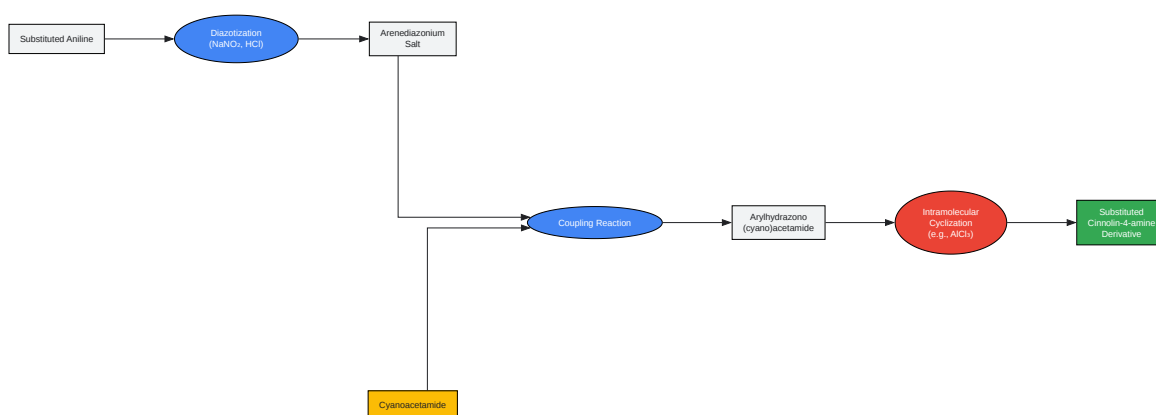 Substituted Aniline
Diazotization
(NaNO₂, HCl)
Arenediazonium
Salt
Coupling Reaction
Arylhydrazono
(cyano)acetamide
Intramolecular
Cyclization
(e.g., AlCl₃)
Substituted
Cinnolin-4-amine
Derivative
Cyanoacetamide